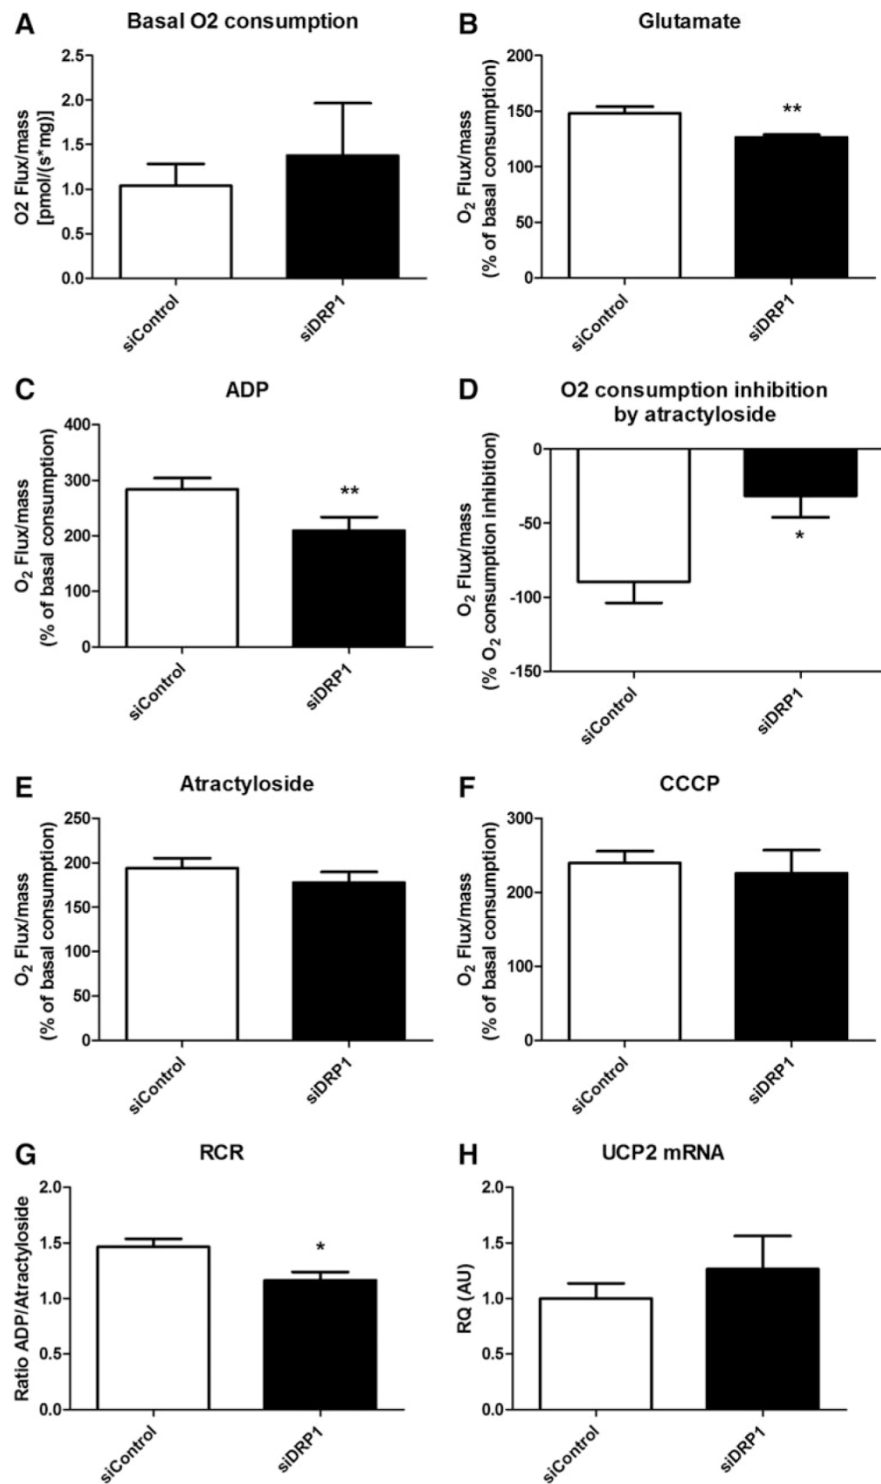 A Basal O2 consumption
O2 Flux/mass
[pmol/(s*mg)]
2.5
2.0
1.5
1.0
0.5
0.0
siControl
siDRP1
B Glutamate
O2 Flux/mass
(% of basal consumption)
200
150
100
50
0
**
siControl
siDRP1
C ADP
O2 Flux/mass
(% of basal consumption)
400
300
200
100
0
**
siControl
siDRP1
D O2 consumption inhibition
by atractyloside
O2 Flux/mass
(% O2 consumption inhibition)
0
-50
-100
-150
*
siControl
siDRP1
E Atractyloside
O2 Flux/mass
(% of basal consumption)
250
200
150
100
50
0
siControl
siDRP1
F CCCP
O2 Flux/mass
(% of basal consumption)
300
200
100
0
siControl
siDRP1
G RCR
Ratio ADP/Atractyloside
2.0
1.5
1.0
0.5
0.0
*
siControl
siDRP1
H UCP2 mRNA
RQ (AU)
2.0
1.5
1.0
0.5
0.0
siControl
siDRP1